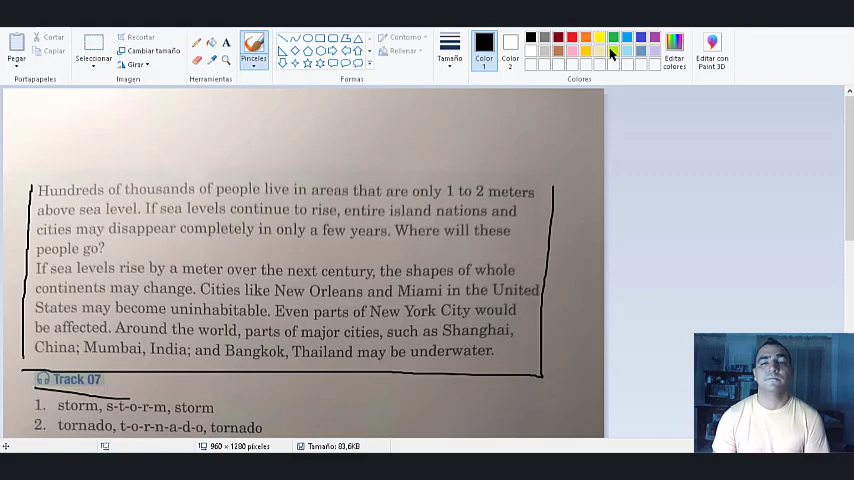 Pegar
Cortar
Copiar
Portapapeles
Seleccionar
Recortar
Cambiar tamaño
Girar
Imagen
Herramientas
Pinceles
Contorno
Rellenar
Formas
Tamaño
Color
1
Color
2
Colores
Editar
colores
Editar con
Paint 3D
Hundreds of thousands of people live in areas that are only 1 to 2 meters
above sea level. If sea levels continue to rise, entire island nations and
cities may disappear completely in only a few years. Where will these
people go?
If sea levels rise by a meter over the next century, the shapes of whole
continents may change. Cities like New Orleans and Miami in the United
States may become uninhabitable. Even parts of New York City would
be affected. Around the world, parts of major cities, such as Shanghai,
China; Mumbai, India; and Bangkok, Thailand may be underwater.
Track 07
1. storm, s-t-o-r-m, storm
2. tornado, t-o-r-n-a-d-o, tornado
960 × 1280 píxeles
Tamaño: 83,6KB